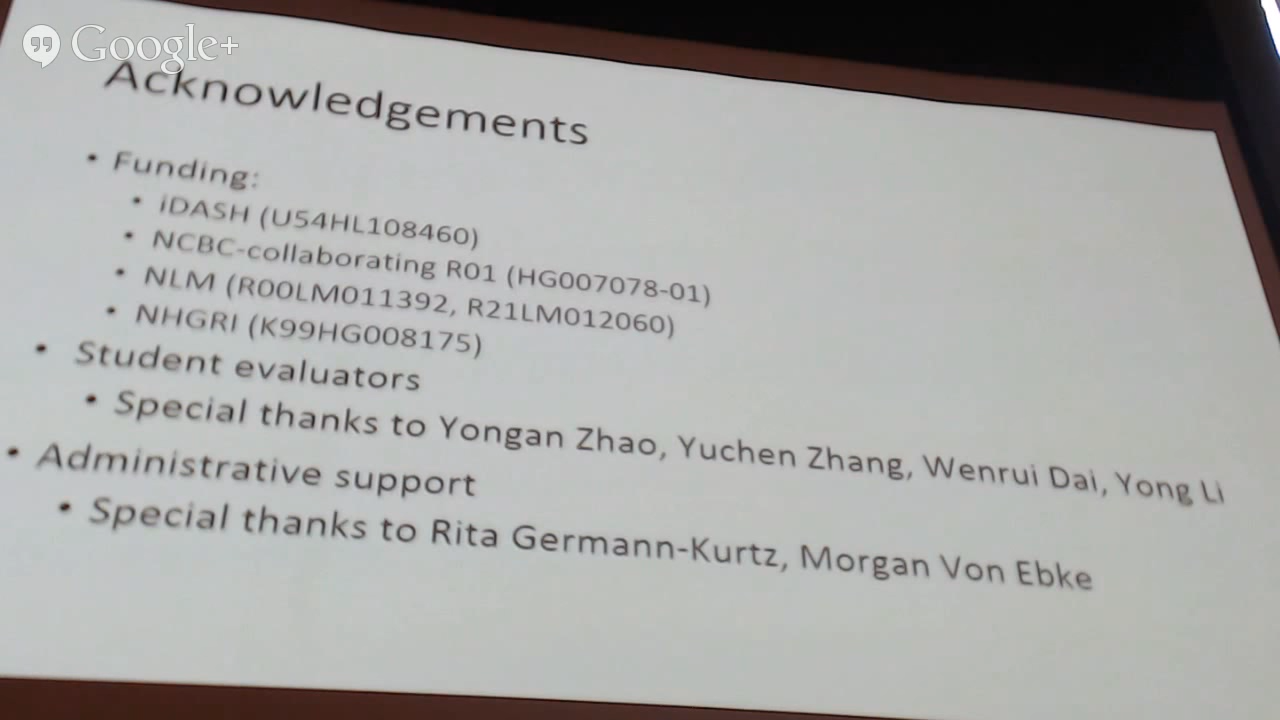 Google+
Acknowledgements
• Funding:
• iDASH (U54HL108460)
• NCBC-collaborating R01 (HG007078-01)
• NLM (R00LM011392, R21LM012060)
• NHGRI (K99HG008175)
• Student evaluators
• Special thanks to Yongan Zhao, Yuchen Zhang, Wenrui Dai, Yong Li
• Administrative support
• Special thanks to Rita Germann-Kurtz, Morgan Von Ebke